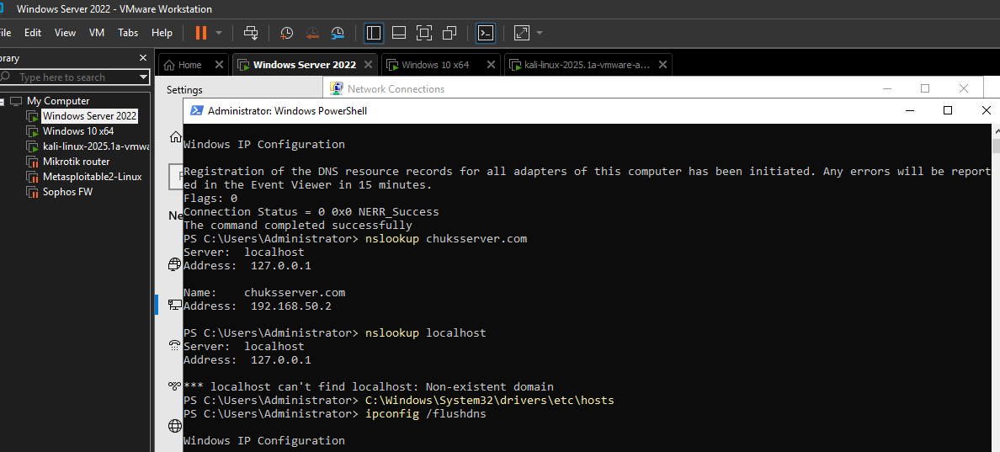 Windows Server 2022 - VMware Workstation
File Edit View VM Tabs Help
Library
Type here to search
My Computer
Windows Server 2022
Windows 10 x64
kali-linux-2025.1a-vmwa
Mikrotik router
Metasploitable2-Linux
Sophos FW
Home
Windows Server 2022
Windows 10 x64
kali-linux-2025.1a-vmware-a...
Settings
Network Connections
Ne
Administrator: Windows PowerShell
Windows IP Configuration
Registration of the DNS resource records for all adapters of this computer has been initiated. Any errors will be report
ed in the Event Viewer in 15 minutes.
Flags: 0
Connection Status = 0 0x0 NERR_Success
The command completed successfully
PS C:\Users\Administrator> nslookup chuksserver.com
Server:  localhost
Address:  127.0.0.1
Name:    chuksserver.com
Address:  192.168.50.2
PS C:\Users\Administrator> nslookup localhost
Server:  localhost
Address:  127.0.0.1
*** localhost can't find localhost: Non-existent domain
PS C:\Users\Administrator> C:\Windows\System32\drivers\etc\hosts
PS C:\Users\Administrator> ipconfig /flushdns
Windows IP Configuration